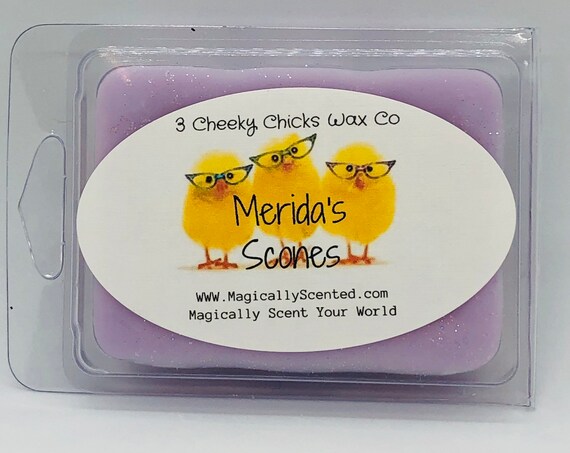 3 Cheeky Chicks Wax Co
Merida's
Scones
www.MagicallyScented.com
Magically Scent Your World